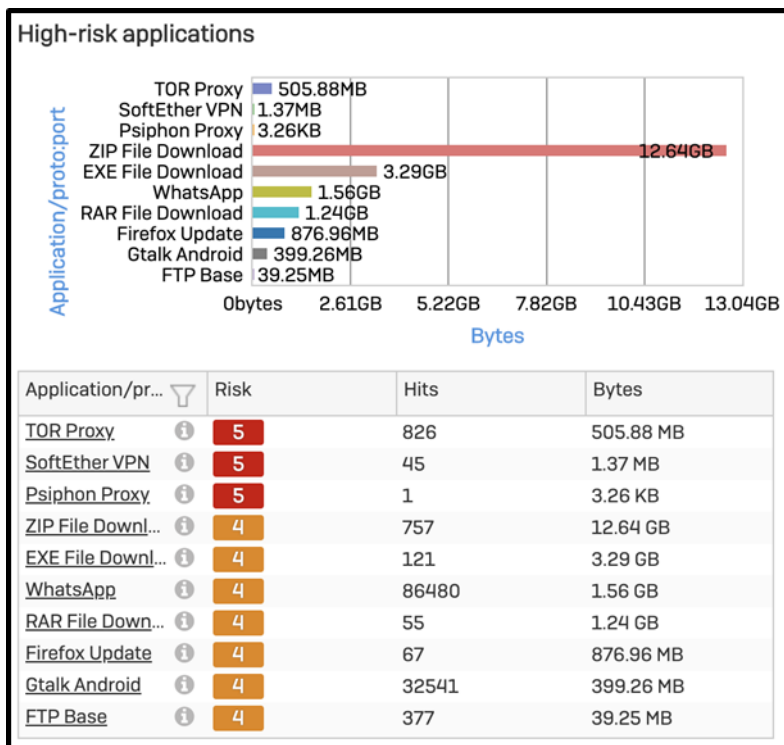 High-risk applications
Application/proto:port
TOR Proxy 505.88MB
SoftEther VPN 1.37MB
Psiphon Proxy 3.26KB
ZIP File Download 12.64GB
EXE File Download 3.29GB
WhatsApp 1.56GB
RAR File Download 1.24GB
Firefox Update 876.96MB
Gtalk Android 399.26MB
FTP Base 39.25MB
0bytes 2.61GB 5.22GB 7.82GB 10.43GB 13.04GB
Bytes
Application/pr... Risk Hits Bytes
TOR Proxy i 5 826 505.88 MB
SoftEther VPN i 5 45 1.37 MB
Psiphon Proxy i 5 1 3.26 KB
ZIP File Downl... i 4 757 12.64 GB
EXE File Downl... i 4 121 3.29 GB
WhatsApp i 4 86480 1.56 GB
RAR File Down... i 4 55 1.24 GB
Firefox Update i 4 67 876.96 MB
Gtalk Android i 4 32541 399.26 MB
FTP Base i 4 377 39.25 MB